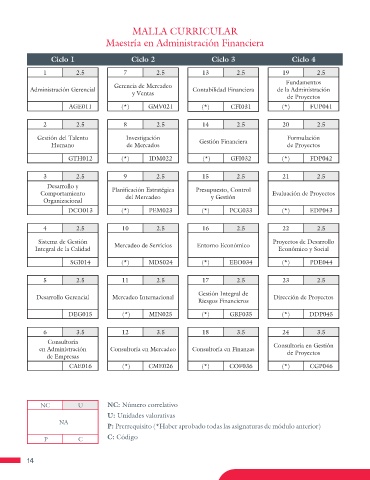 MALLA CURRICULAR
Maestría en Administración Financiera
Ciclo 1 Ciclo 2 Ciclo 3 Ciclo 4
1 2.5 7 2.5 13 2.5 19 2.5
Administración Gerencial
Gerencia de Mercadeo
y Ventas
Contabilidad Financiera
Fundamentos
de la Administración
de Proyectos
AGE011 (*) GMV021 (*) CFI031 (*) FUP041
2 2.5 8 2.5 14 2.5 20 2.5
Gestión del Talento
Humano
Investigación
de Mercados
Gestión Financiera
Formulación
de Proyectos
GTH012 (*) IDM022 (*) GFI032 (*) FDP042
3 2.5 9 2.5 15 2.5 21 2.5
Desarrollo y
Comportamiento
Organizacional
Planificación Estratégica
del Mercadeo
Presupuesto, Control
y Gestión
Evaluación de Proyectos
DCO013 (*) PEM023 (*) PCG033 (*) EDP043
4 2.5 10 2.5 16 2.5 22 2.5
Sistema de Gestión
Integral de la Calidad
Mercadeo de Servicios
Entorno Económico
Proyectos de Desarrollo
Económico y Social
SGI014 (*) MDS024 (*) EEO034 (*) PDE044
5 2.5 11 2.5 17 2.5 23 2.5
Desarrollo Gerencial
Mercadeo Internacional
Gestión Integral de
Riesgos Financieros
Dirección de Proyectos
DEG015 (*) MIN025 (*) GRF035 (*) DDP045
6 3.5 12 3.5 18 3.5 24 3.5
Consultoría
en Administración
de Empresas
Consultoría en Mercadeo
Consultoría en Finanzas
Consultoría en Gestión
de Proyectos
CAE016 (*) CME026 (*) COF036 (*) CGP046
NC U
NA
P C
NC: Número correlativo
U: Unidades valorativas
P: Prerrequisito (*Haber aprobado todas las asignaturas de módulo anterior)
C: Código
14